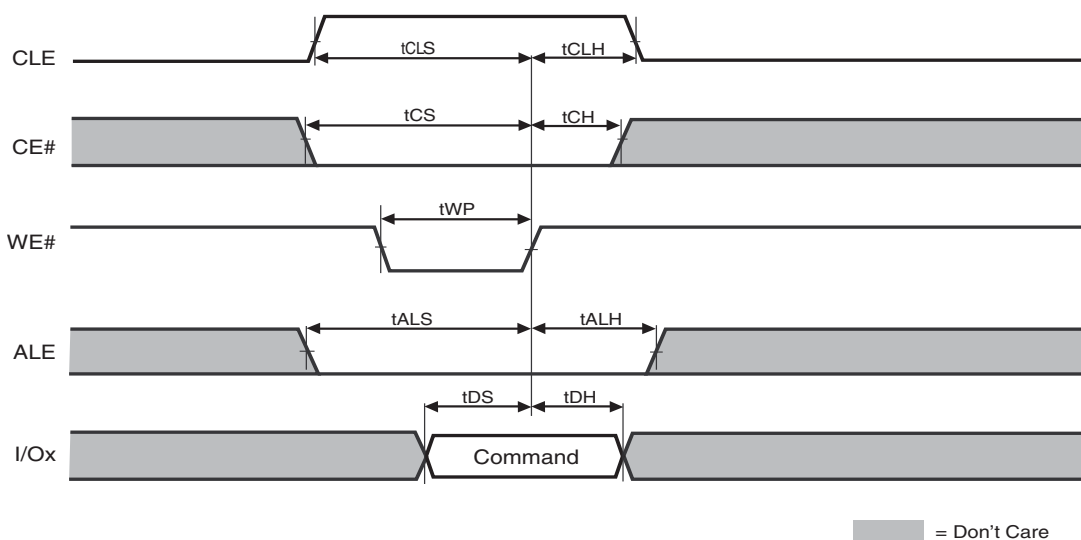 CLE
tCLS
tCLH
CE#
tCS
tCH
WE#
tWP
ALE
tALS
tALH
I/Ox
tDS
tDH
Command
= Don't Care